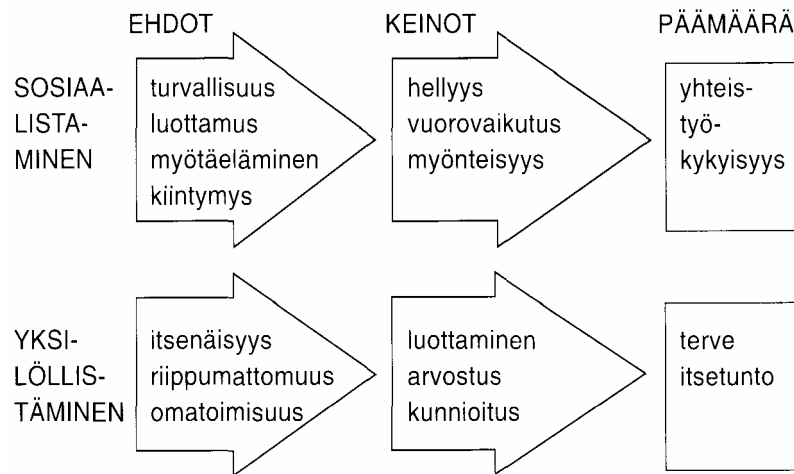 EHDOT KEINOT PÄÄMÄÄRÄ
SOSIAA-
LISTA-
MINEN
turvallisuus
luottamus
myötäeläminen
kiintymys
hellyys
vuorovaikutus
myönteisyys
yhteis-
työ-
kykyisyys
YKSI-
LÖLLIS-
TÄMINEN
itsenäisyys
riippumattomuus
omatoimisuus
luottaminen
arvostus
kunnioitus
terve
itsetunto